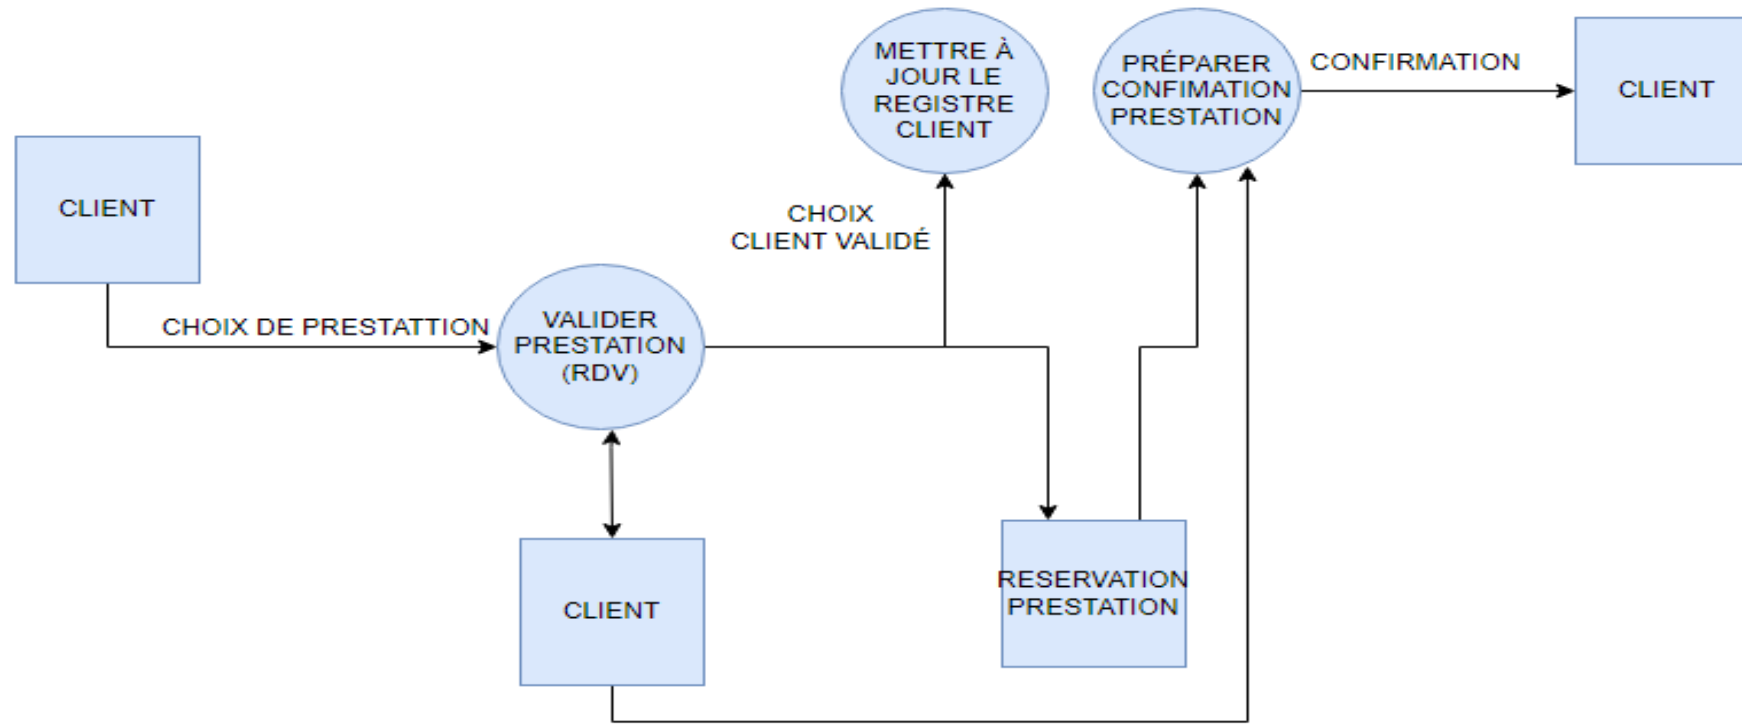 METTRE À
JOUR LE
REGISTRE
CLIENT
PRÉPARER
CONFIMATION
PRESTATION
CONFIRMATION
CLIENT
CLIENT
CHOIX
CLIENT VALIDÉ
CHOIX DE PRESTATTION
VALIDER
PRESTATION
(RDV)
CLIENT
RESERVATION
PRESTATION